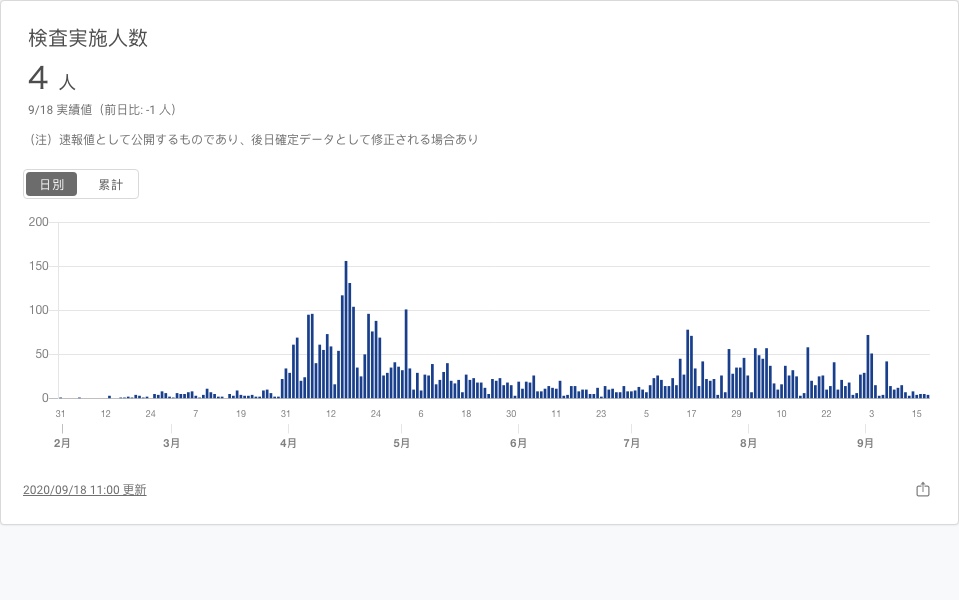 検査実施人数
4 人
9/18 実績値（前日比: -1 人）
（注）速報値として公開するものであり、後日確定データとして修正される場合あり
日別 累計
200
150
100
50
0
31 12 24 7 19 31 12 24 6 18 30 11 23 5 17 29 10 22 3 15
2月 3月 4月 5月 6月 7月 8月 9月
2020/09/18 11:00 更新